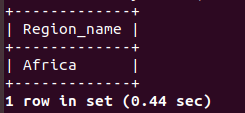 +-------------+
| Region_name |
+-------------+
| Africa      |
+-------------+
1 row in set (0.44 sec)